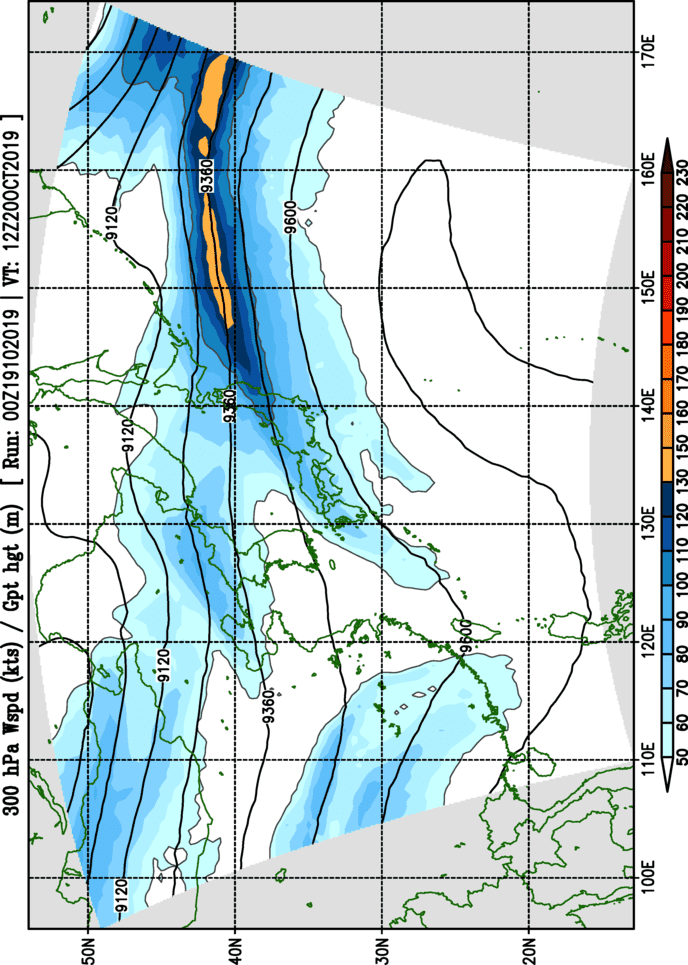 300 hPa Wspd (kts) / Gpt hgt (m) [ Run: 00Z19102019 | VT: 12Z20OCT2019 ]
50N
9120
9120
9120
9120
9360
9360
40N
9360
9600
30N
9600
20N
100E 110E 120E 130E 140E 150E 160E 170E
50 60 70 80 90 100 110 120 130 150 160 170 180 190 200 210 220 230